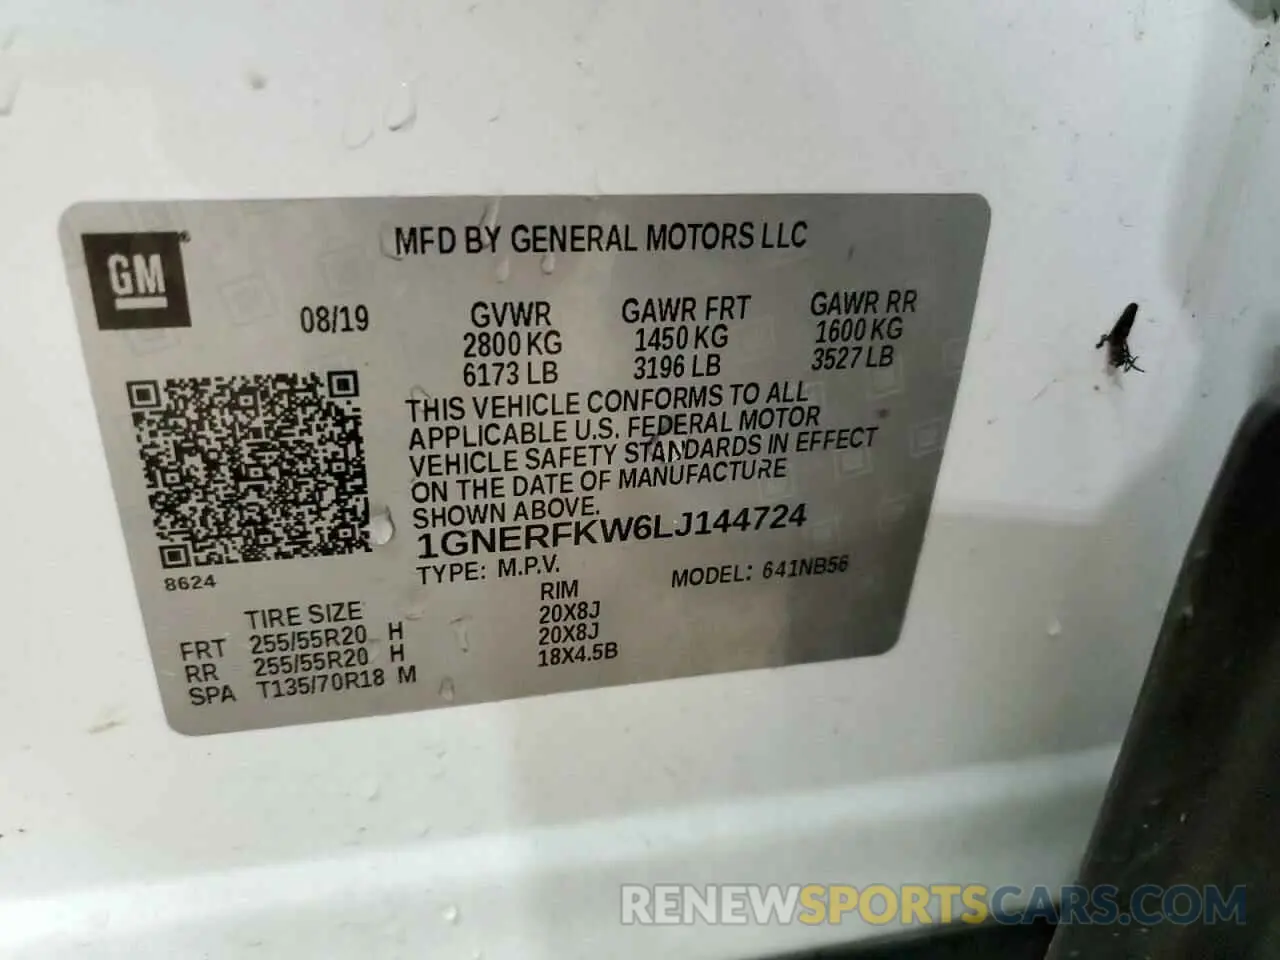 MFD BY GENERAL MOTORS LLC
GM®
08/19
GVWR GAWR FRT GAWR RR
2800 KG 1450 KG 1600 KG
6173 LB 3196 LB 3527 LB
THIS VEHICLE CONFORMS TO ALL
APPLICABLE U.S. FEDERAL MOTOR
VEHICLE SAFETY STANDARDS IN EFFECT
ON THE DATE OF MANUFACTURE
SHOWN ABOVE.
1GNERFKW6LJ144724
8624
TYPE: M.P.V. MODEL: 641NB56
TIRE SIZE RIM
FRT 255/55R20 H 20X8J
RR 255/55R20 H 20X8J
SPA T135/70R18 M 18X4.5B
RENEWSPORTSCARS.COM